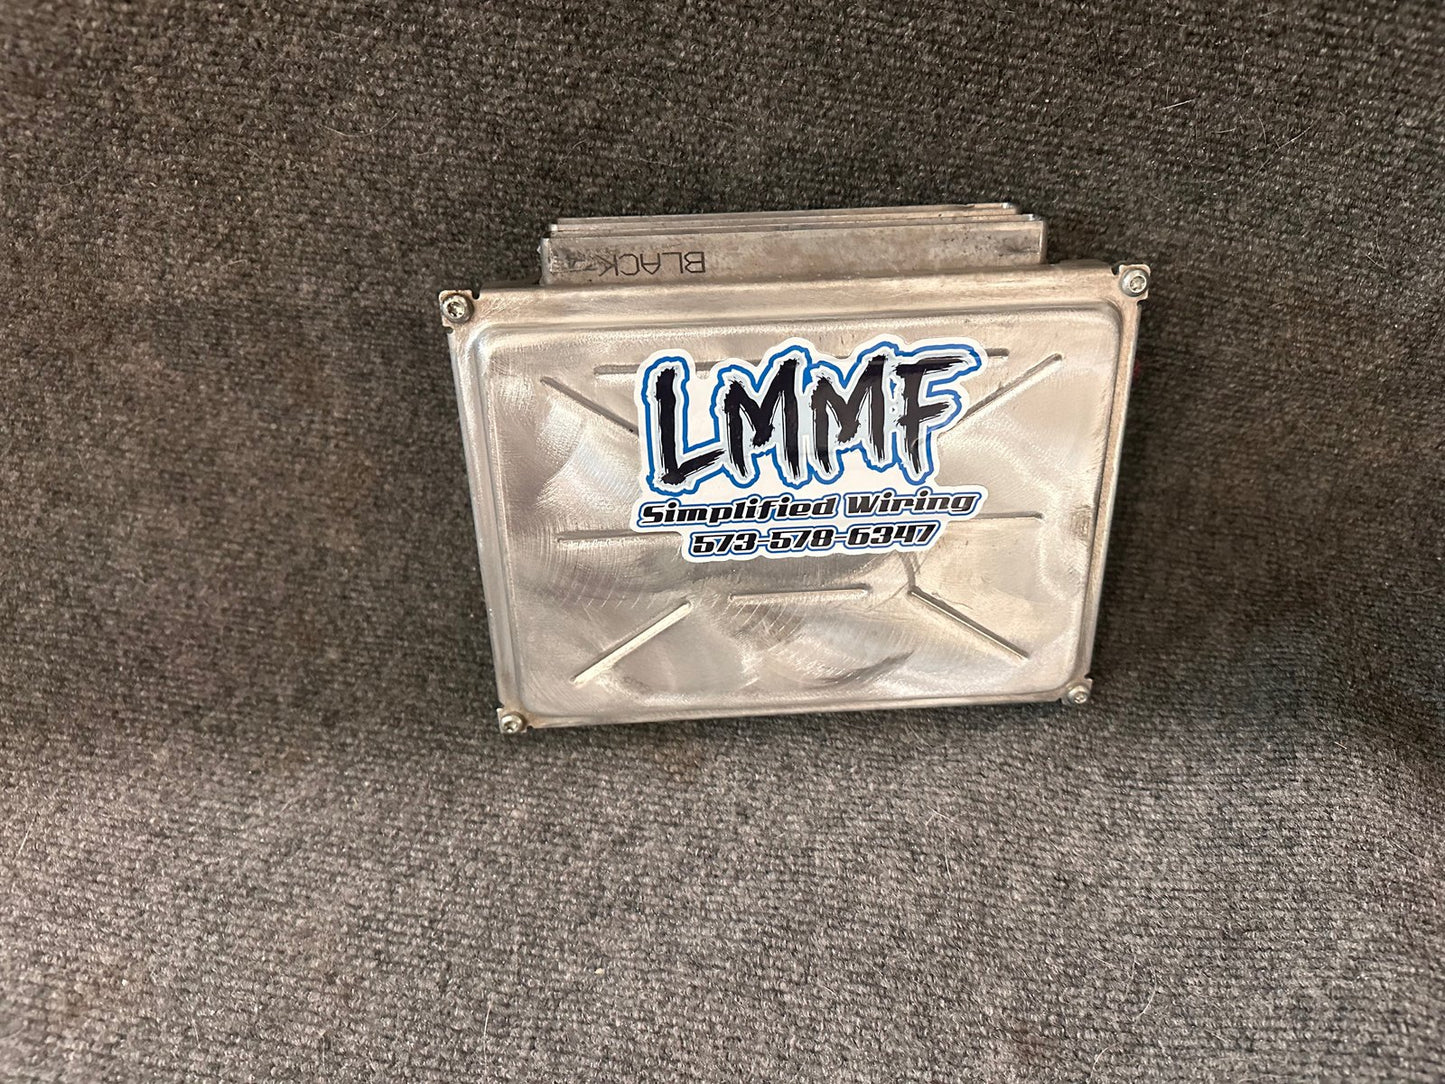 BLACK
LMMF
Simplified Wiring
573-578-6347